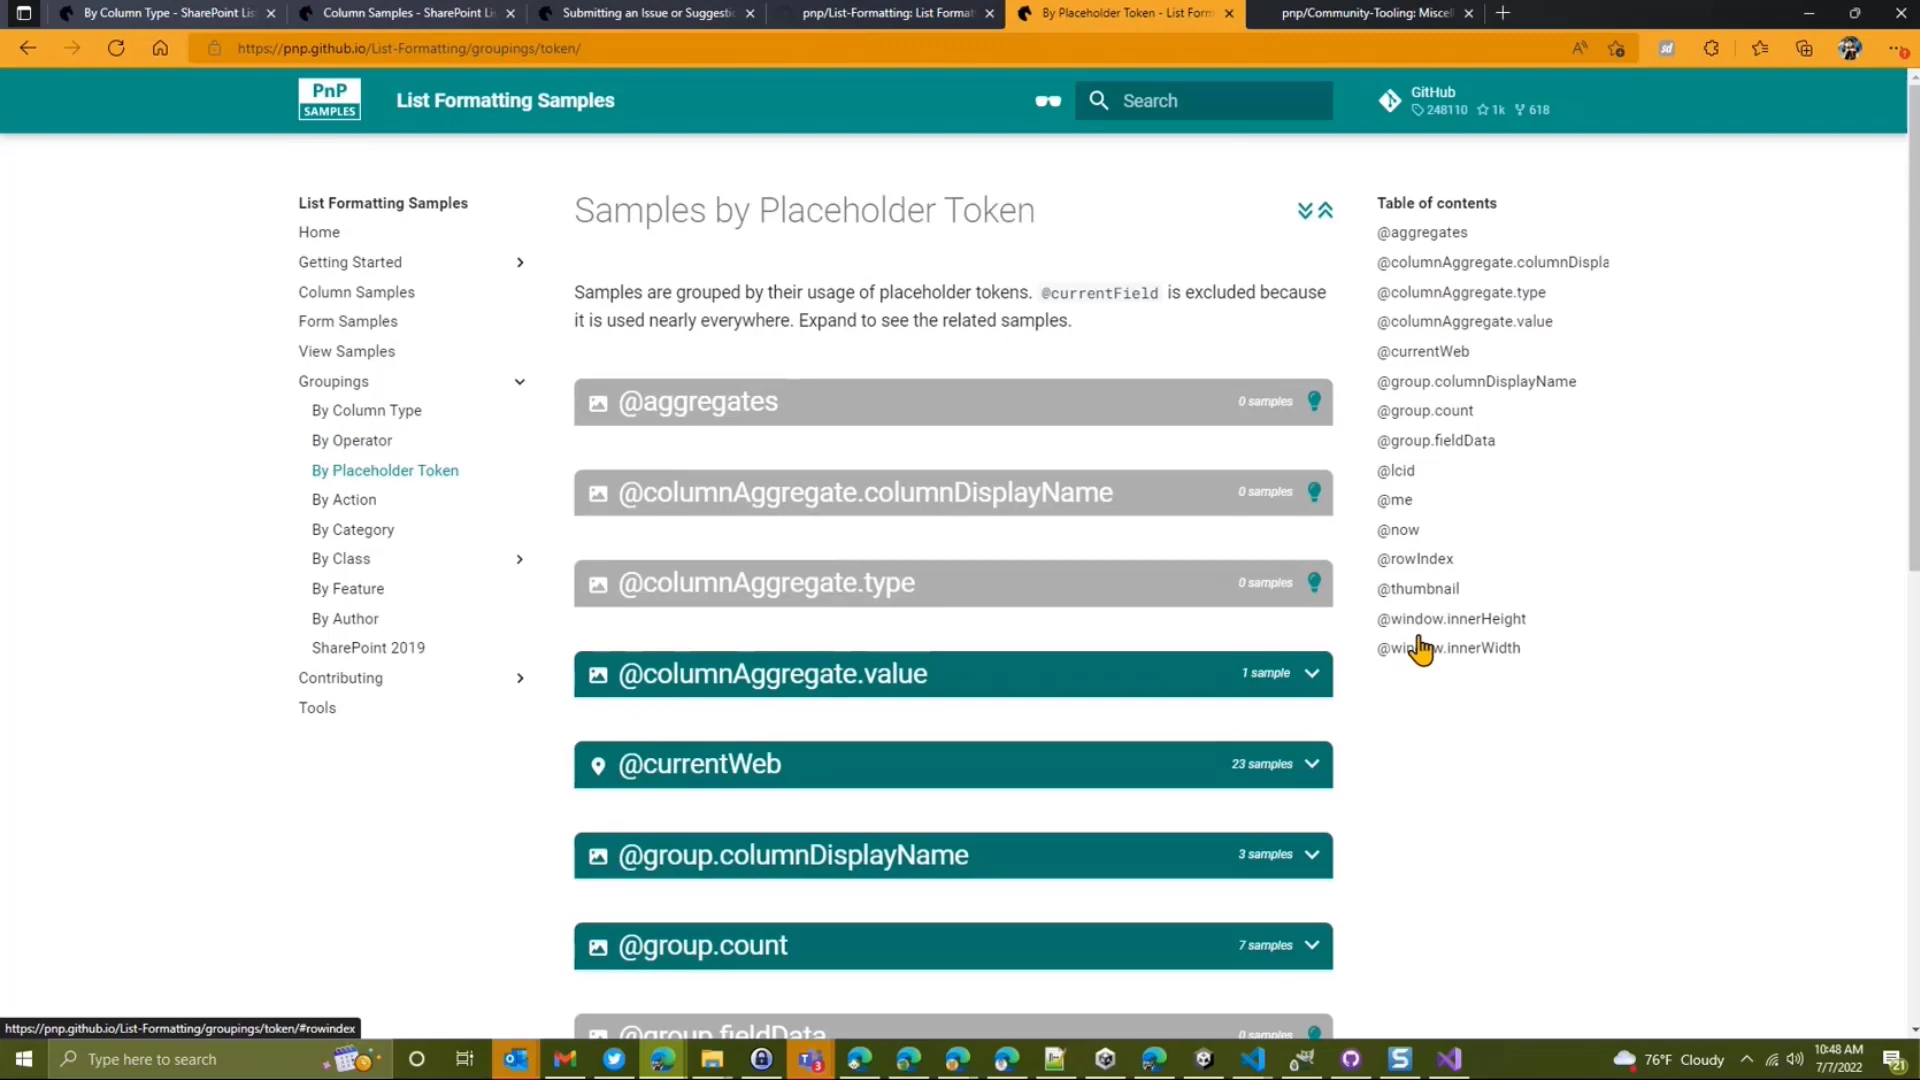 By Column Type - SharePoint Lis
Column Samples - SharePoint Li
Submitting an Issue or Suggesti
pnp/List-Formatting: List Format
By Placeholder Token - List Form
pnp/Community-Tooling: Miscel
https://pnp.github.io/List-Formatting/groupings/token/
PnP
SAMPLES
List Formatting Samples
Search
GitHub
248110 1k 618
List Formatting Samples
Home
Getting Started
Column Samples
Form Samples
View Samples
Groupings
By Column Type
By Operator
By Placeholder Token
By Action
By Category
By Class
By Feature
By Author
SharePoint 2019
Contributing
Tools
Samples by Placeholder Token
Samples are grouped by their usage of placeholder tokens. @currentField is excluded because
it is used nearly everywhere. Expand to see the related samples.
@aggregates 0 samples
@columnAggregate.columnDisplayName 0 samples
@columnAggregate.type 0 samples
@columnAggregate.value 1 sample
@currentWeb 23 samples
@group.columnDisplayName 3 samples
@group.count 7 samples
@group.fieldData 0 samples
Table of contents
@aggregates
@columnAggregate.columnDispla
@columnAggregate.type
@columnAggregate.value
@currentWeb
@group.columnDisplayName
@group.count
@group.fieldData
@lcid
@me
@now
@rowIndex
@thumbnail
@window.innerHeight
@window.innerWidth
https://pnp.github.io/List-Formatting/groupings/token/#rowindex
Type here to search
3
76°F Cloudy
10:48 AM
7/7/2022
21